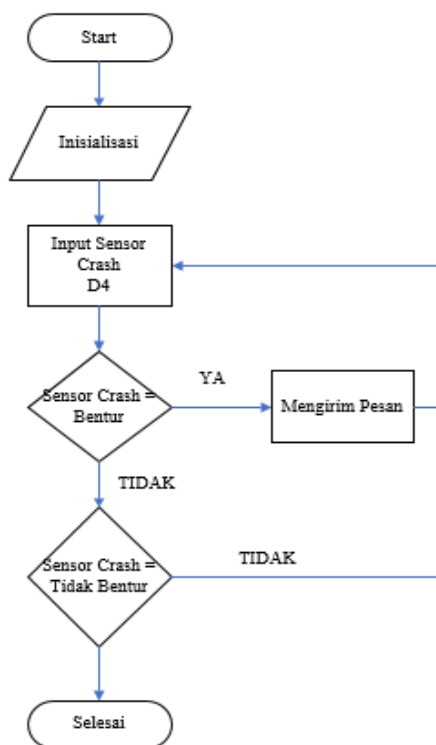 Start
Inisialisasi
Input Sensor
Crash
D4
Sensor Crash =
Bentur
YA
Mengirim Pesan
TIDAK
Sensor Crash =
Tidak Bentur
TIDAK
Selesai